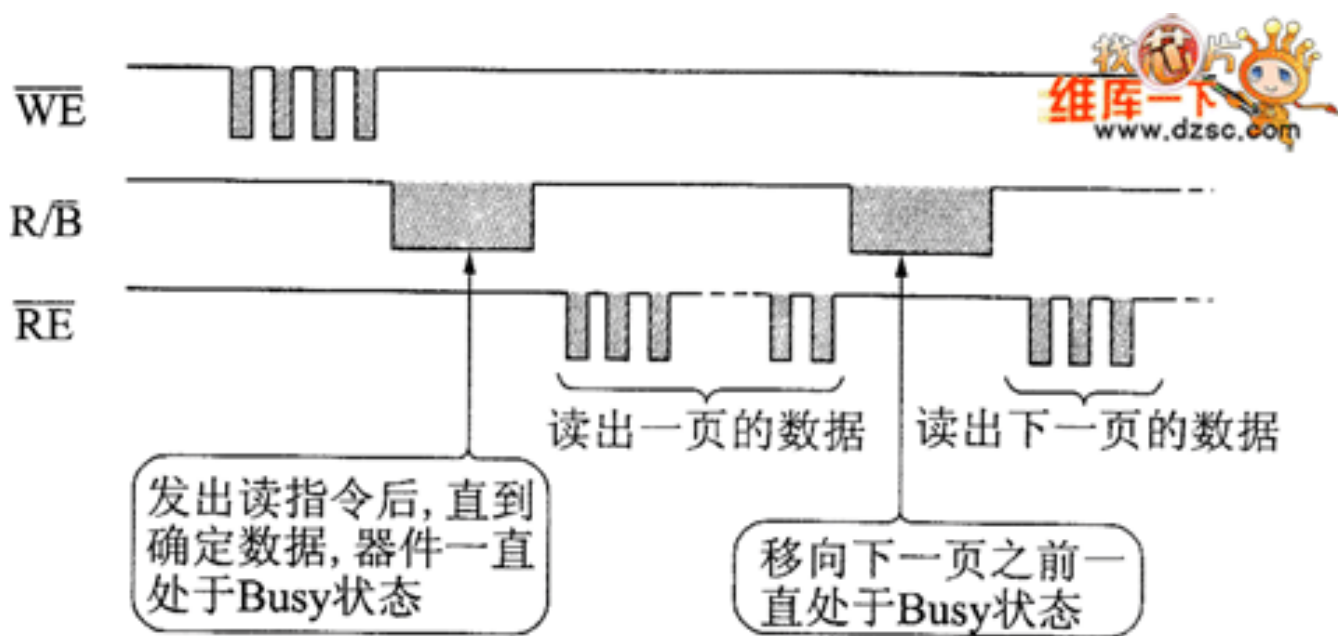 找芯片
维库一下
www.dzsc.com
W̅E̅
R/B̅
R̅E̅
读出一页的数据
读出下一页的数据
发出读指令后,直到
确定数据,器件一直
处于Busy状态
移向下一页之前一
直处于Busy状态